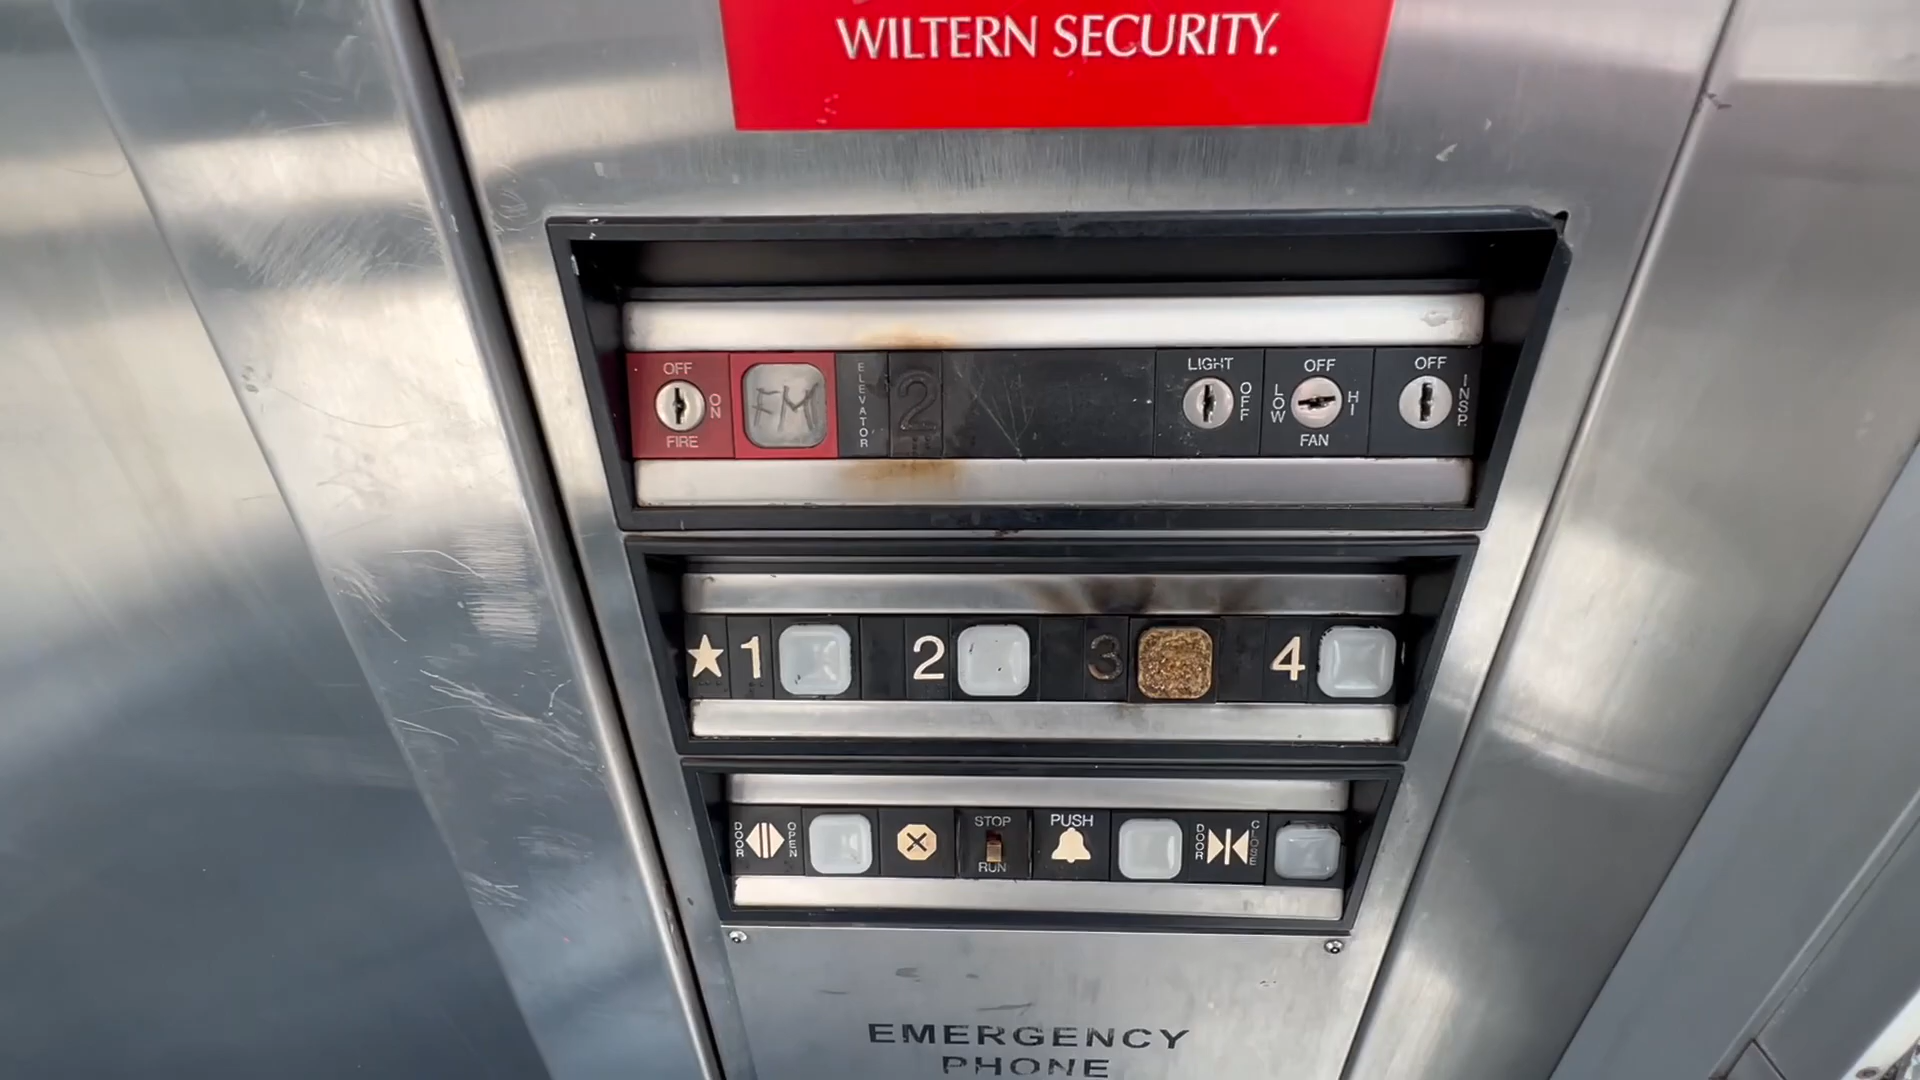 WILTERN SECURITY.
OFF
ON
FIRE
FM
ELEVATOR
2
LIGHT
OFF
OFF
LOW
HI
FAN
OFF
INSP.
★1
2
3
4
DOOR
OPEN
STOP
RUN
PUSH
DOOR
CLOSE
EMERGENCY
PHONE